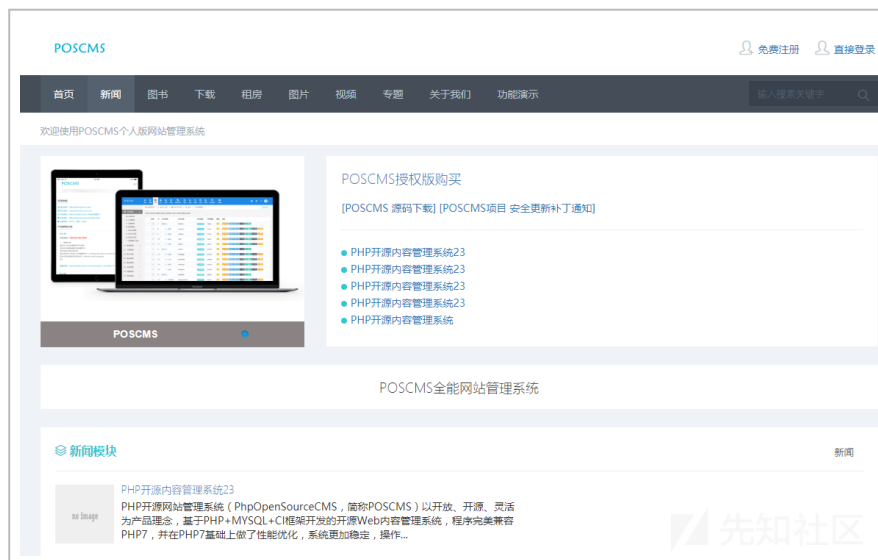 POSCMS
免费注册 直接登录
首页 新闻 图书 下载 租房 图片 视频 专题 关于我们 功能演示 输入搜索关键字
欢迎使用POSCMS个人版网站管理系统
POSCMS授权版购买
[POSCMS 源码下载] [POSCMS项目 安全更新补丁通知]
PHP开源内容管理系统23
PHP开源内容管理系统23
PHP开源内容管理系统23
PHP开源内容管理系统23
PHP开源内容管理系统
POSCMS
POSCMS全能网站管理系统
新闻模块 新闻
no image
PHP开源内容管理系统23
PHP开源网站管理系统（PhpOpenSourceCMS，简称POSCMS）以开放、开源、灵活
为产品理念，基于PHP+MYSQL+CI框架开发的开源Web内容管理系统，程序完美兼容
PHP7，并在PHP7基础上做了性能优化，系统更加稳定，操作...
先知社区